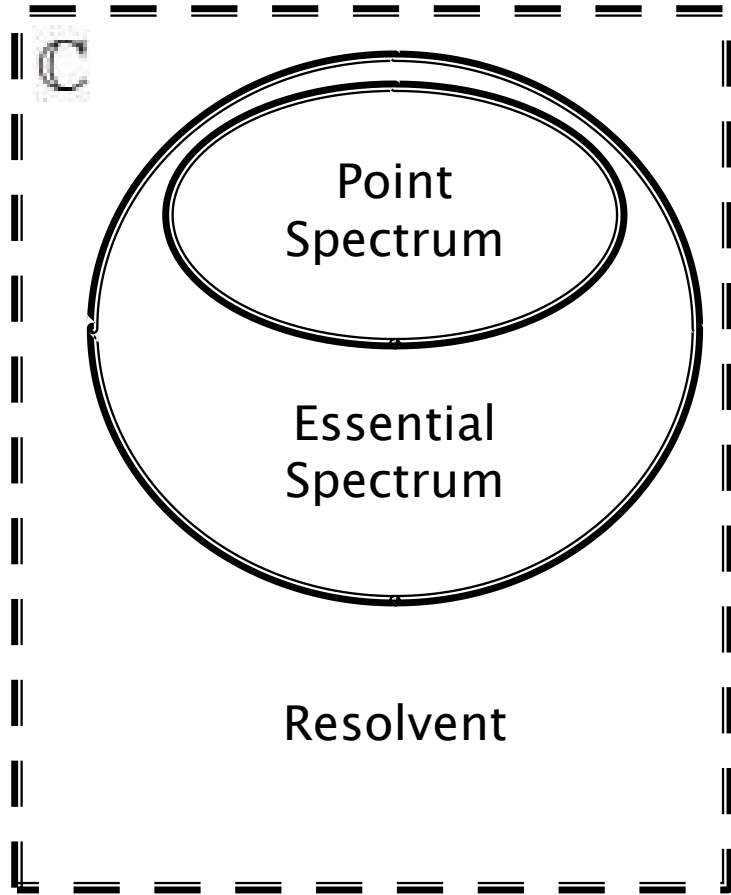 ℂ
Point
Spectrum
Essential
Spectrum
Resolvent